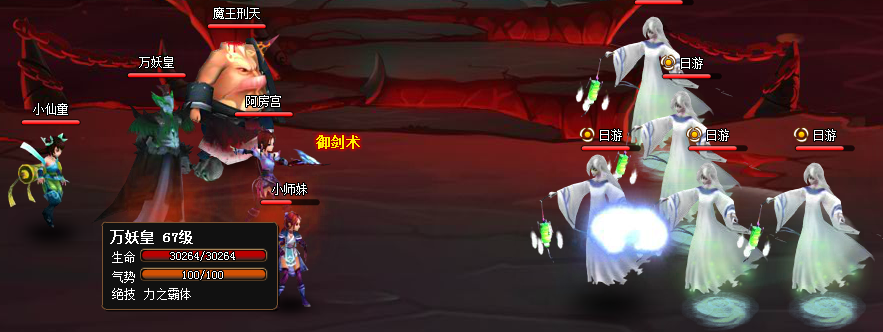 魔王刑天
万妖皇
日游
阿房宫
小仙童
御剑术
日游
日游
日游
小师妹
万妖皇 67级
生命 30264/30264
气势 100/100
绝技 力之霸体